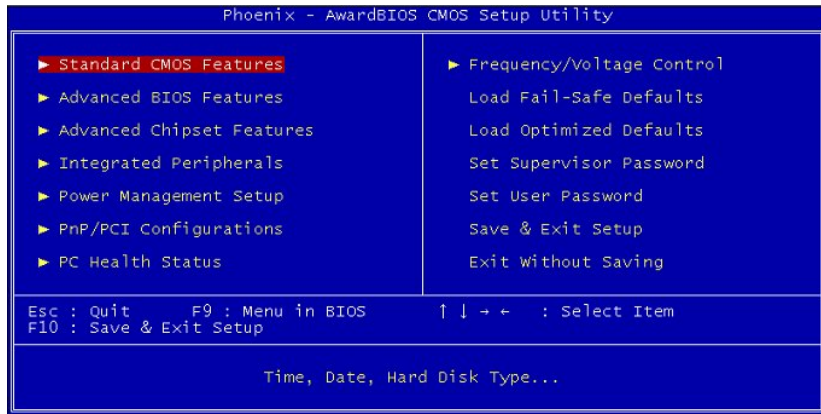 Phoenix - AwardBIOS CMOS Setup Utility
► Standard CMOS Features
► Advanced BIOS Features
► Advanced Chipset Features
► Integrated Peripherals
► Power Management Setup
► PnP/PCI Configurations
► PC Health Status
► Frequency/Voltage Control
Load Fail-Safe Defaults
Load Optimized Defaults
Set Supervisor Password
Set User Password
Save & Exit Setup
Exit Without Saving
Esc : Quit F9 : Menu in BIOS ↑ ↓ → ← : Select Item
F10 : Save & Exit Setup
Time, Date, Hard Disk Type...